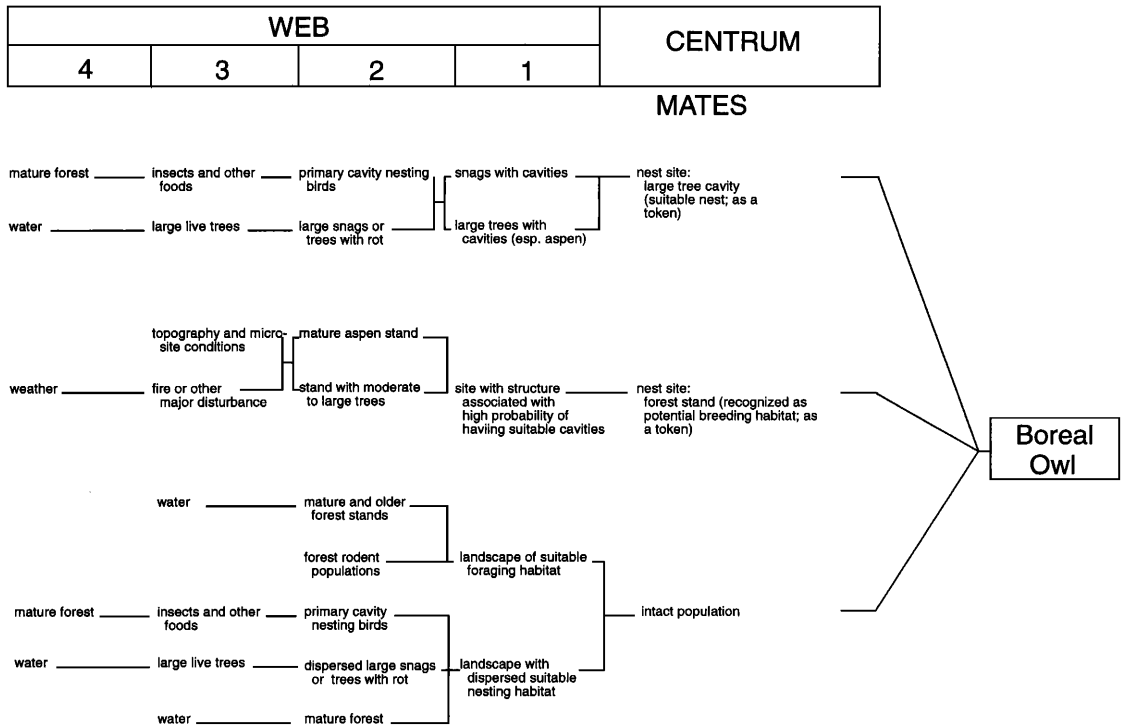 WEB
CENTRUM
4 3 2 1
MATES
mature forest
insects and other
foods
primary cavity nesting
birds
snags with cavities
nest site:
large tree cavity
(suitable nest; as a
token)
water
large live trees
large snags or
trees with rot
large trees with
cavities (esp. aspen)
topography and micro-
site conditions
mature aspen stand
weather
fire or other
major disturbance
stand with moderate
to large trees
site with structure
associated with
high probability of
haviing suitable cavities
nest site:
forest stand (recognized as
potential breeding habitat; as
a token)
Boreal
Owl
water
mature and older
forest stands
forest rodent
populations
landscape of suitable
foraging habitat
mature forest
insects and other
foods
primary cavity
nesting birds
intact population
water
large live trees
dispersed large snags
or trees with rot
landscape with
dispersed suitable
nesting habitat
water
mature forest